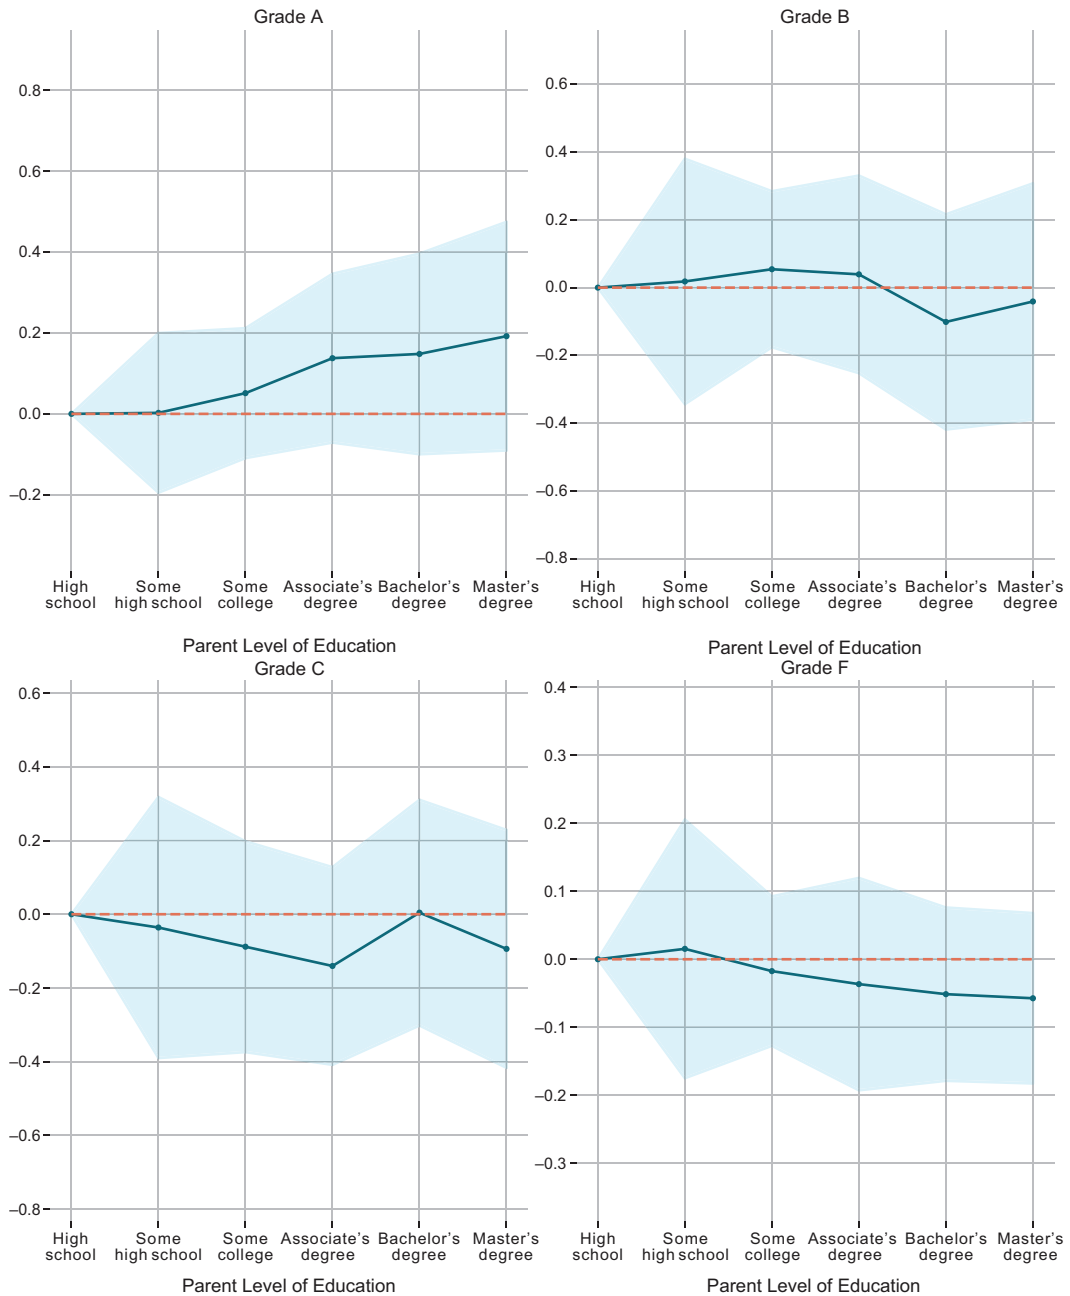 Grade A
0.8
0.6
0.4
0.2
0.0
–0.2
High school
Some high school
Some college
Associate's degree
Bachelor's degree
Master's degree
Parent Level of Education
Grade B
0.6
0.4
0.2
0.0
–0.2
–0.4
–0.6
–0.8
High school
Some high school
Some college
Associate's degree
Bachelor's degree
Master's degree
Parent Level of Education
Grade C
0.6
0.4
0.2
0.0
–0.2
–0.4
–0.6
–0.8
High school
Some high school
Some college
Associate's degree
Bachelor's degree
Master's degree
Parent Level of Education
Grade F
0.4
0.3
0.2
0.1
0.0
–0.1
–0.2
–0.3
High school
Some high school
Some college
Associate's degree
Bachelor's degree
Master's degree
Parent Level of Education